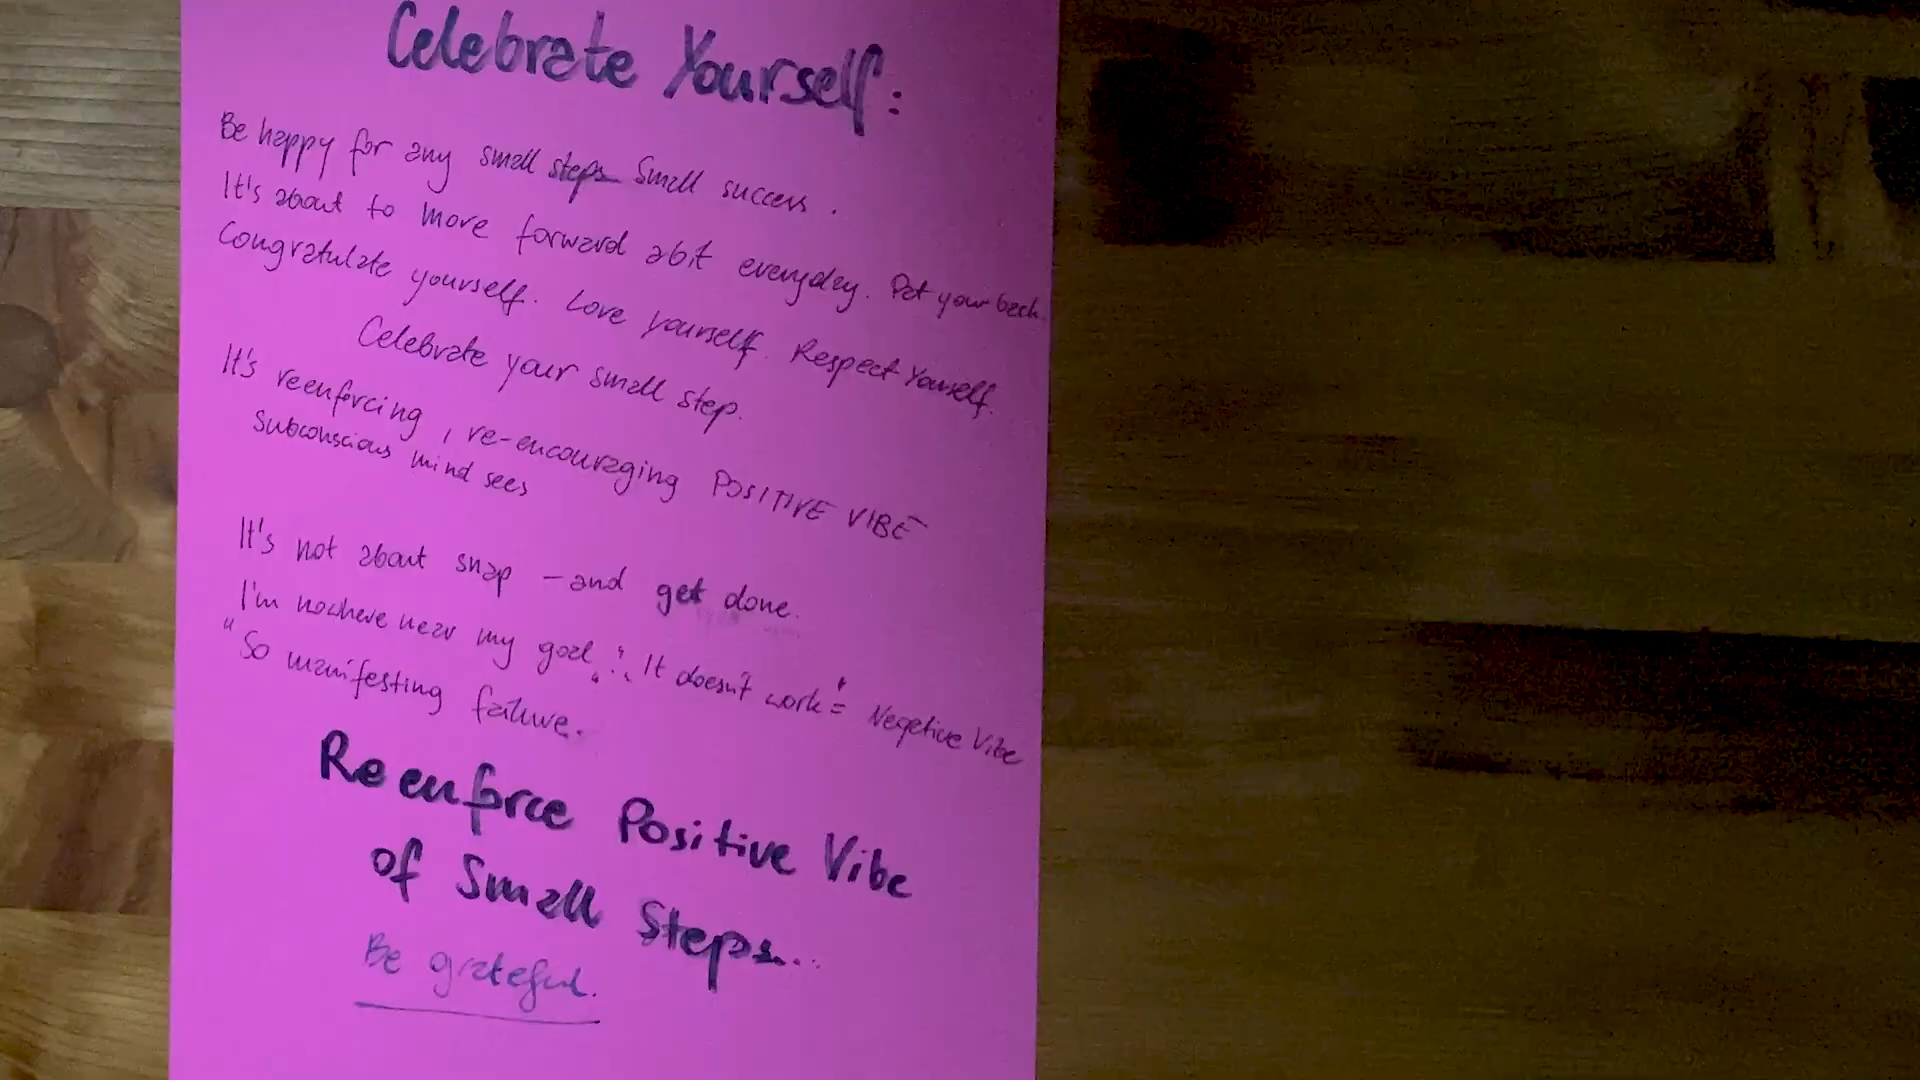 Celebrate Yourself:
Be happy for any small steps Small success.
It's about to more forward abit everyday. Pat your back.
Congratulate yourself. Love yourself. Respect Yourself.
Celebrate your small step.
It's reenforcing, re-encouraging POSITIVE VIBE
Subconscious mind sees
It's not about snap - and get done.
I'm nowhere near my goal." "It doesn't work" = Negative Vibe
"So manifesting failure.
Reenforce Positive Vibe
of Small Steps...
Be grateful.